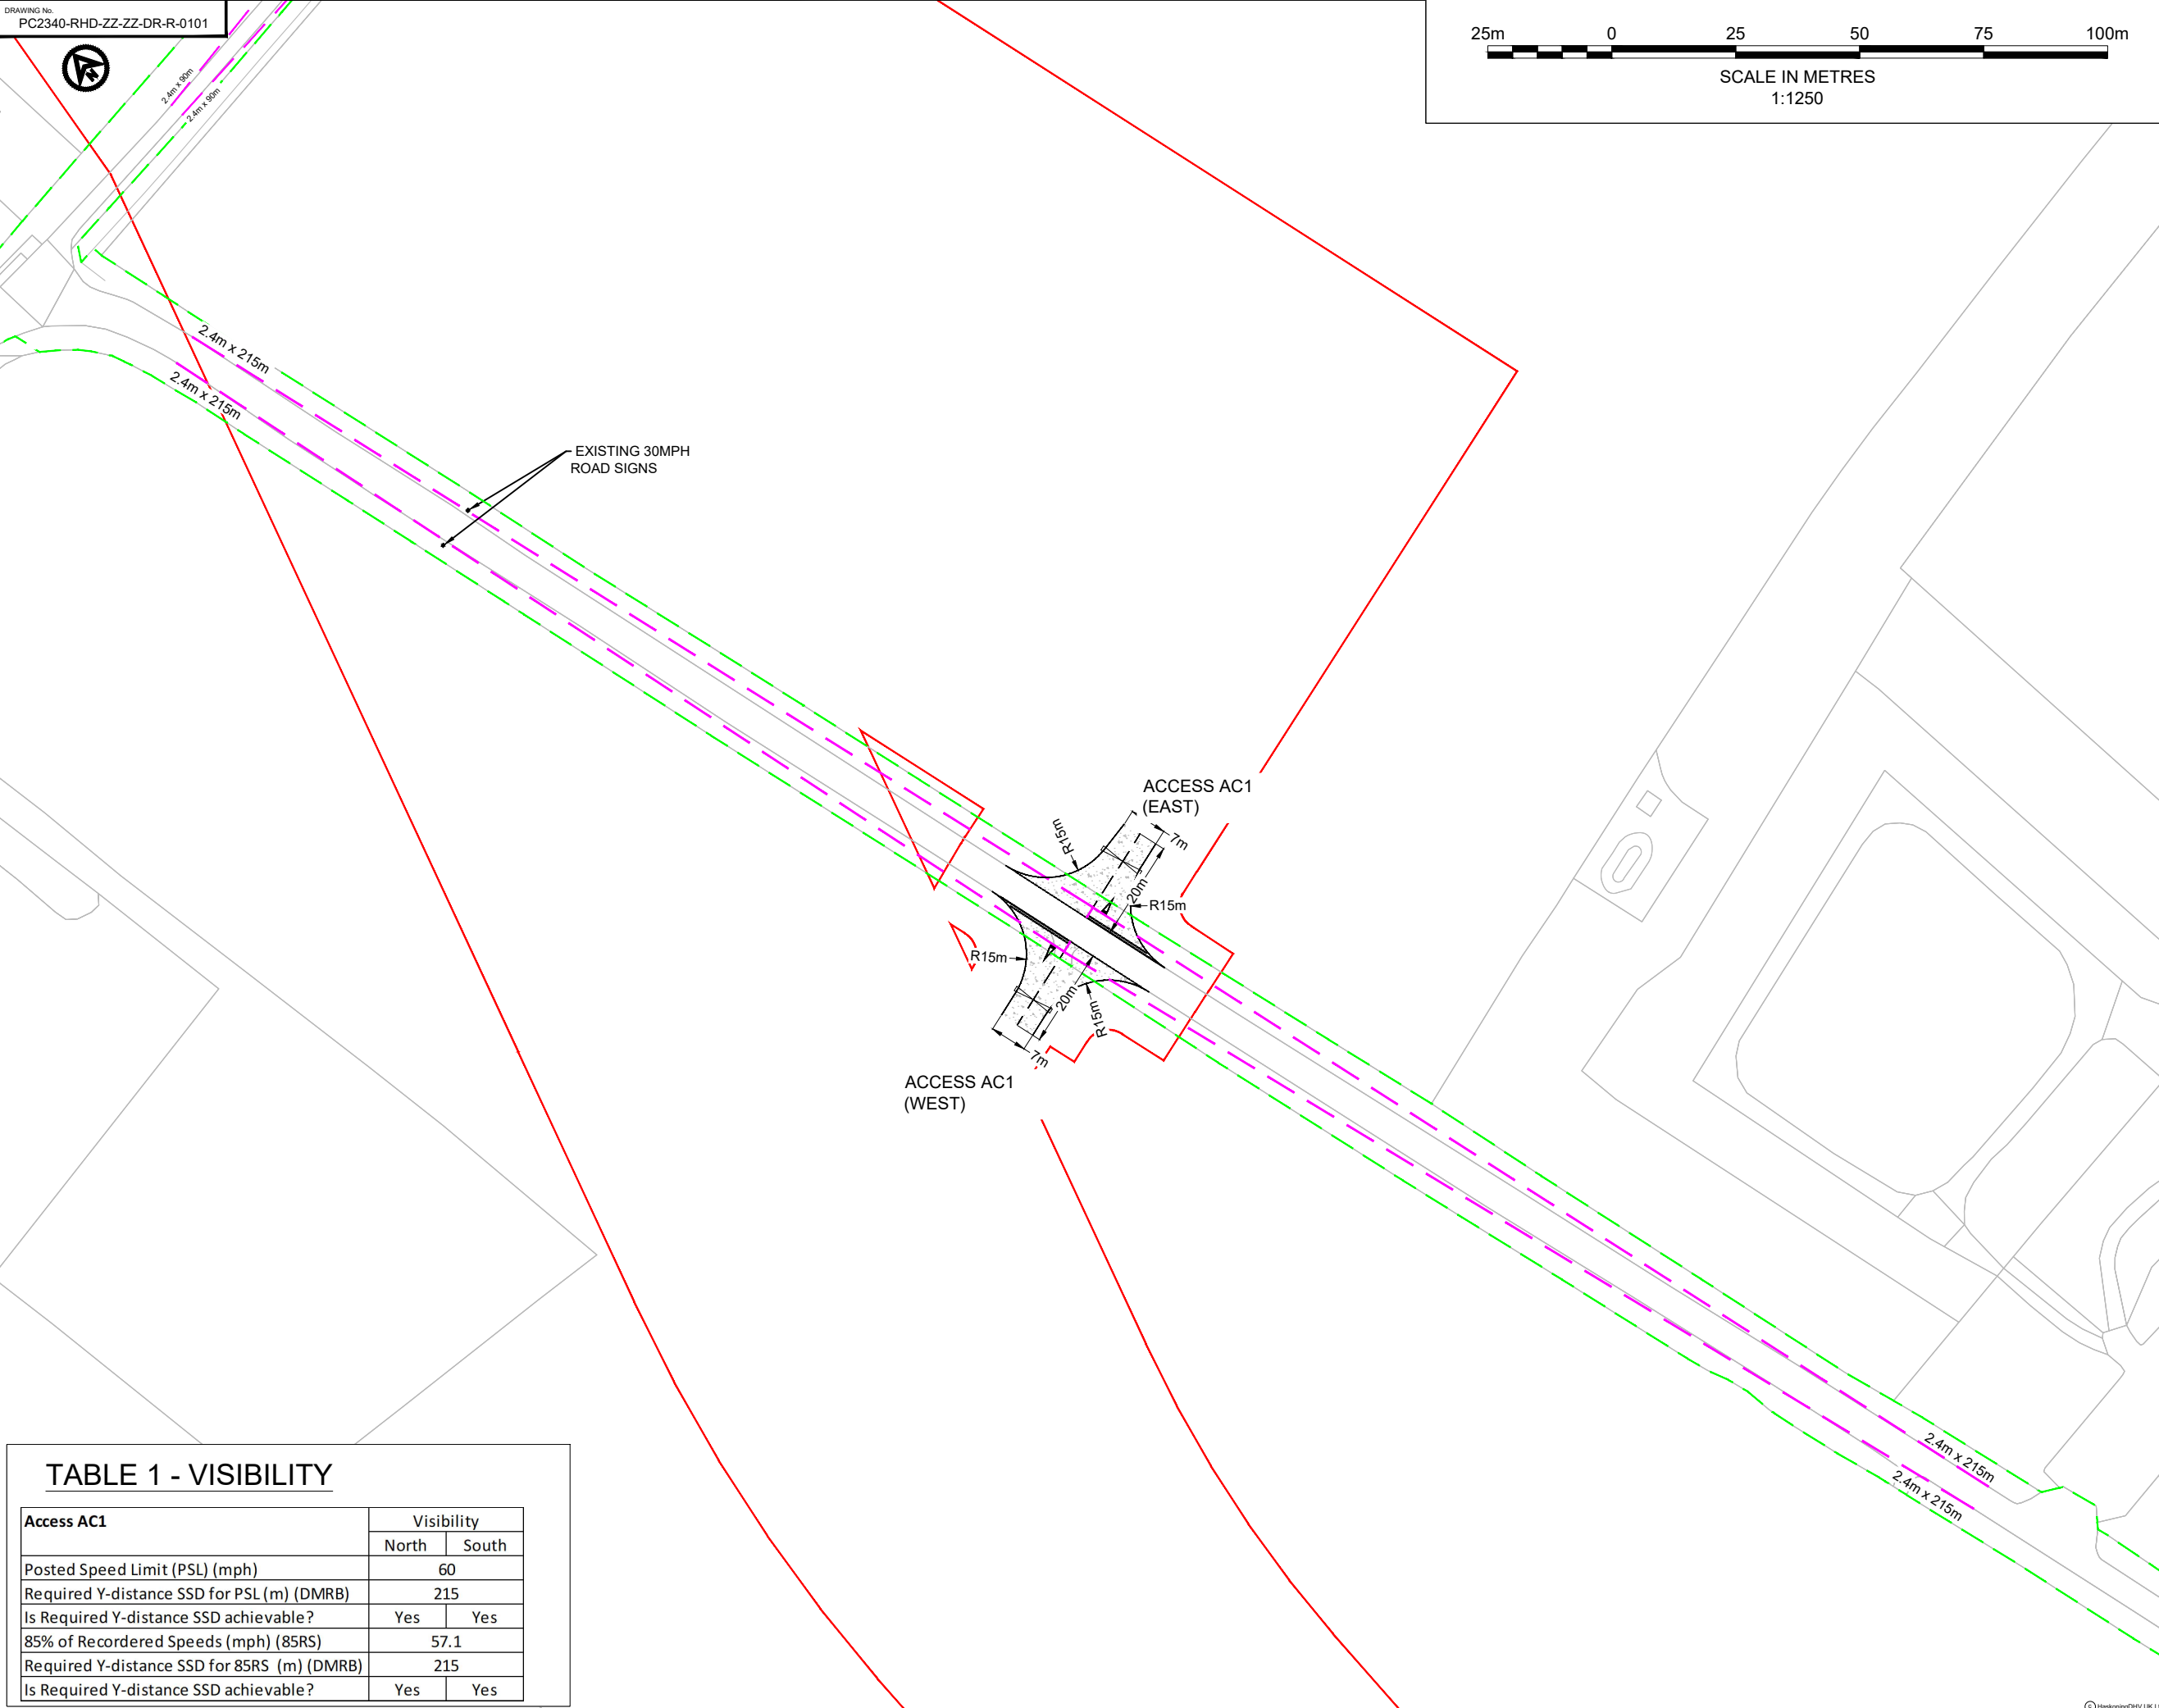 DRAWING No.
PC2340-RHD-ZZ-ZZ-DR-R-0101
N
25m 0 25 50 75 100m
SCALE IN METRES
1:1250
2.4m x 90m
2.4m x 90m
2.4m x 215m
2.4m x 215m
EXISTING 30MPH
ROAD SIGNS
ACCESS AC1
(EAST)
R15m
7m
20m
R15m
R15m
20m
R15m
7m
ACCESS AC1
(WEST)
2.4m x 215m
2.4m x 215m
TABLE 1 - VISIBILITY
Access AC1 Visibility
North South
Posted Speed Limit (PSL) (mph) 60
Required Y-distance SSD for PSL (m) (DMRB) 215
Is Required Y-distance SSD achievable? Yes Yes
85% of Recordered Speeds (mph) (85RS) 57.1
Required Y-distance SSD for 85RS (m) (DMRB) 215
Is Required Y-distance SSD achievable? Yes Yes